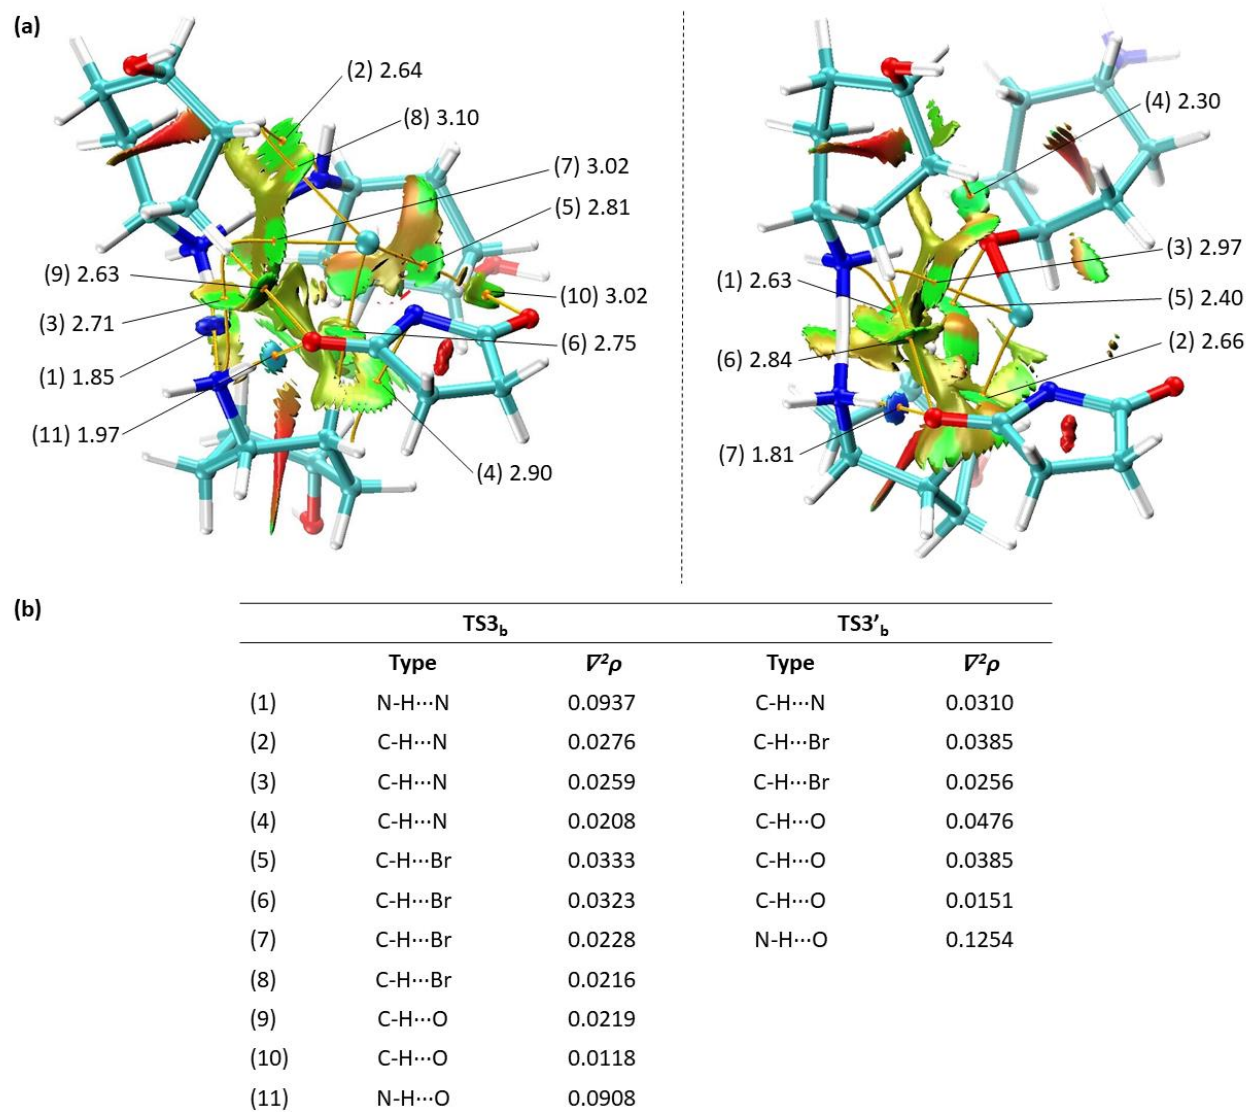 (a)
(2) 2.64
(8) 3.10
(7) 3.02
(5) 2.81
(9) 2.63
(10) 3.02
(3) 2.71
(6) 2.75
(1) 1.85
(11) 1.97
(4) 2.90
(4) 2.30
(3) 2.97
(1) 2.63
(5) 2.40
(6) 2.84
(2) 2.66
(7) 1.81
(b)
TS3b TS3’b
Type ∇²ρ Type ∇²ρ
(1) N-H···N 0.0937 C-H···N 0.0310
(2) C-H···N 0.0276 C-H···Br 0.0385
(3) C-H···N 0.0259 C-H···Br 0.0256
(4) C-H···N 0.0208 C-H···O 0.0476
(5) C-H···Br 0.0333 C-H···O 0.0385
(6) C-H···Br 0.0323 C-H···O 0.0151
(7) C-H···Br 0.0228 N-H···O 0.1254
(8) C-H···Br 0.0216
(9) C-H···O 0.0219
(10) C-H···O 0.0118
(11) N-H···O 0.0908